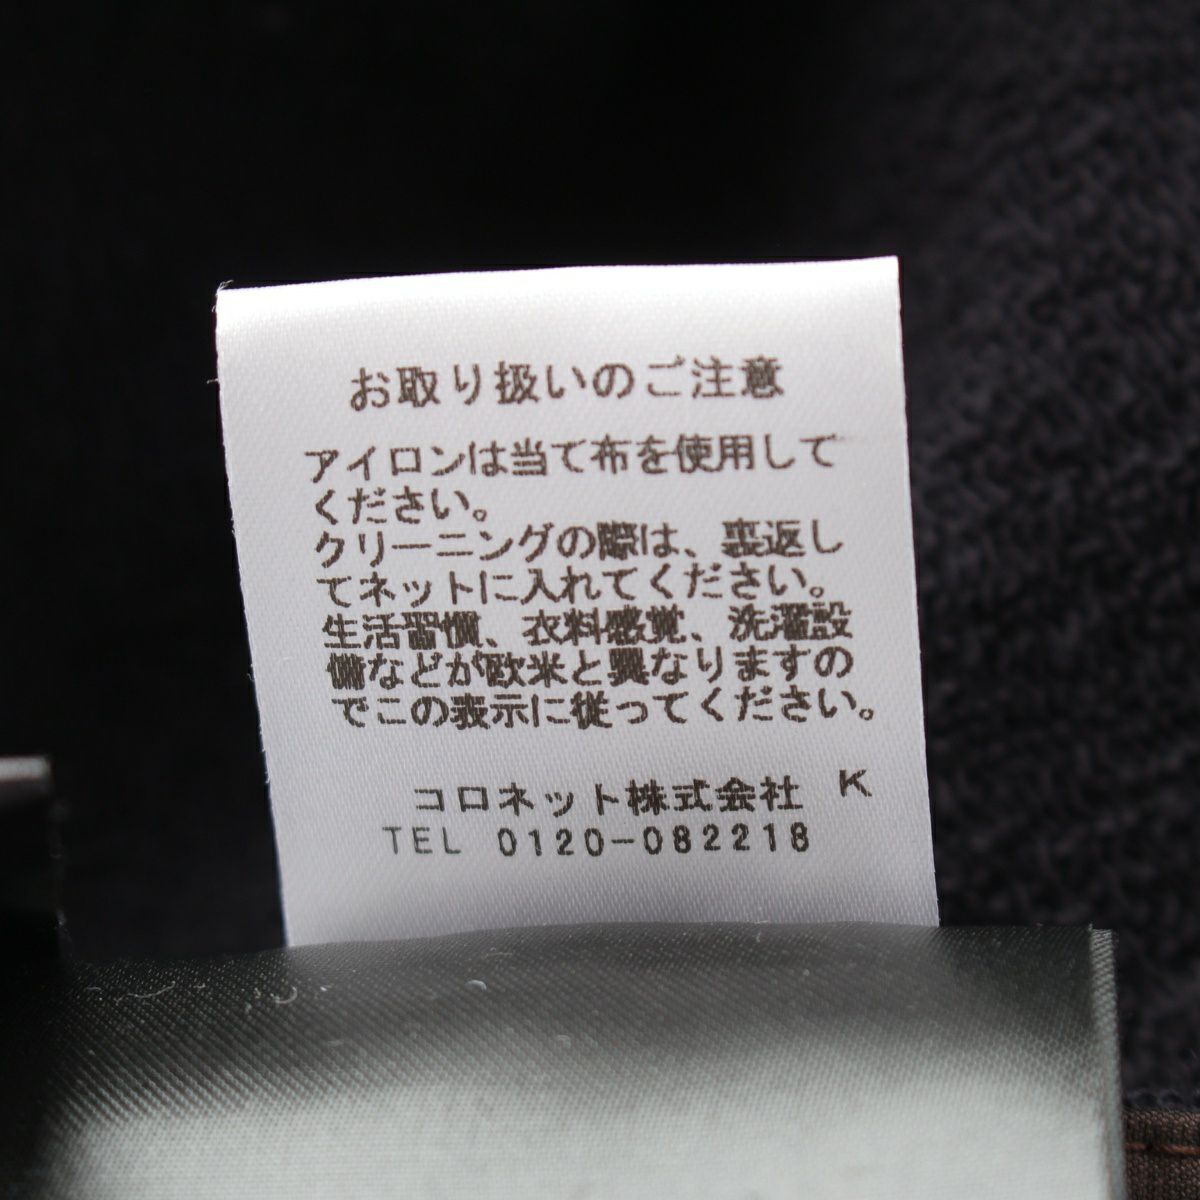 お取り扱いのご注意
アイロンは当て布を使用して
ください。
クリーニングの際は、裏返し
てネットに入れてください。
生活習慣、衣料感覚、洗濯設
備などが欧米と異なりますの
でこの表示に従ってください。
コロネット株式会社 K
TEL 0120-082218